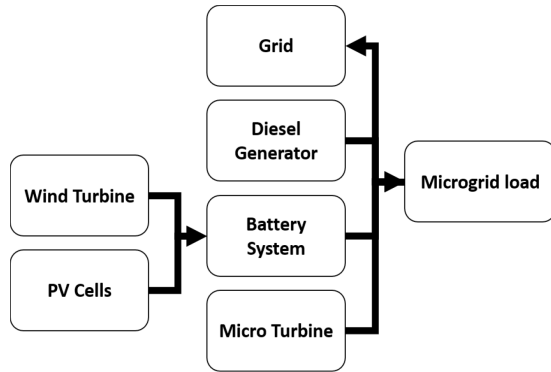 Grid
Diesel
Generator
Wind Turbine
Microgrid load
Battery
System
PV Cells
Micro Turbine